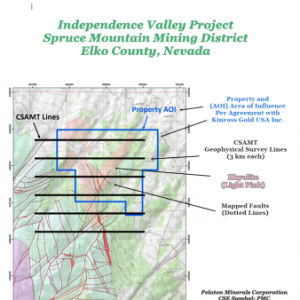 Independence Valley Project
Spruce Mountain Mining District
Elko County, Nevada
Property AOI
CSAMT Lines
Property and
(AOI) Area of Influence
Per Agreement with
Kinross Gold USA Inc.
CSAMT
Geophysical Survey Lines
(3 km each)
Rhyolite
(Light Pink)
Mapped Faults
(Dotted Lines)
Peloton Minerals Corporation
CSE Symbol: PMC